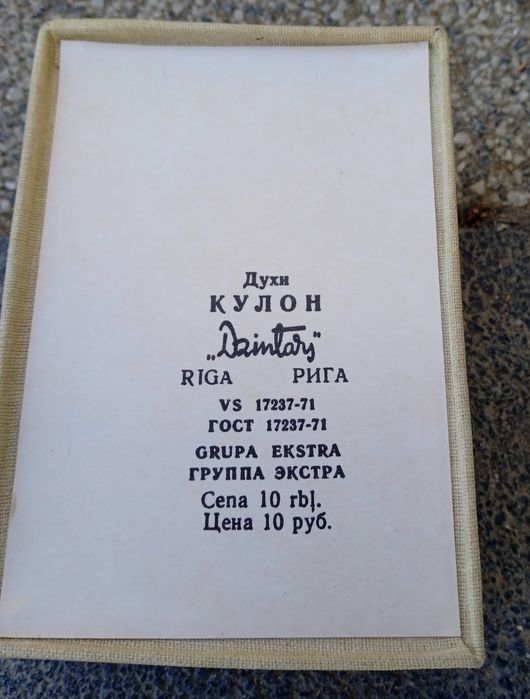 Духи
КУЛОН
„Dzintars"
RIGA РИГА
VS 17237-71
ГОСТ 17237-71
GRUPA EKSTRA
ГРУППА ЭКСТРА
Cena 10 rbļ.
Цена 10 руб.